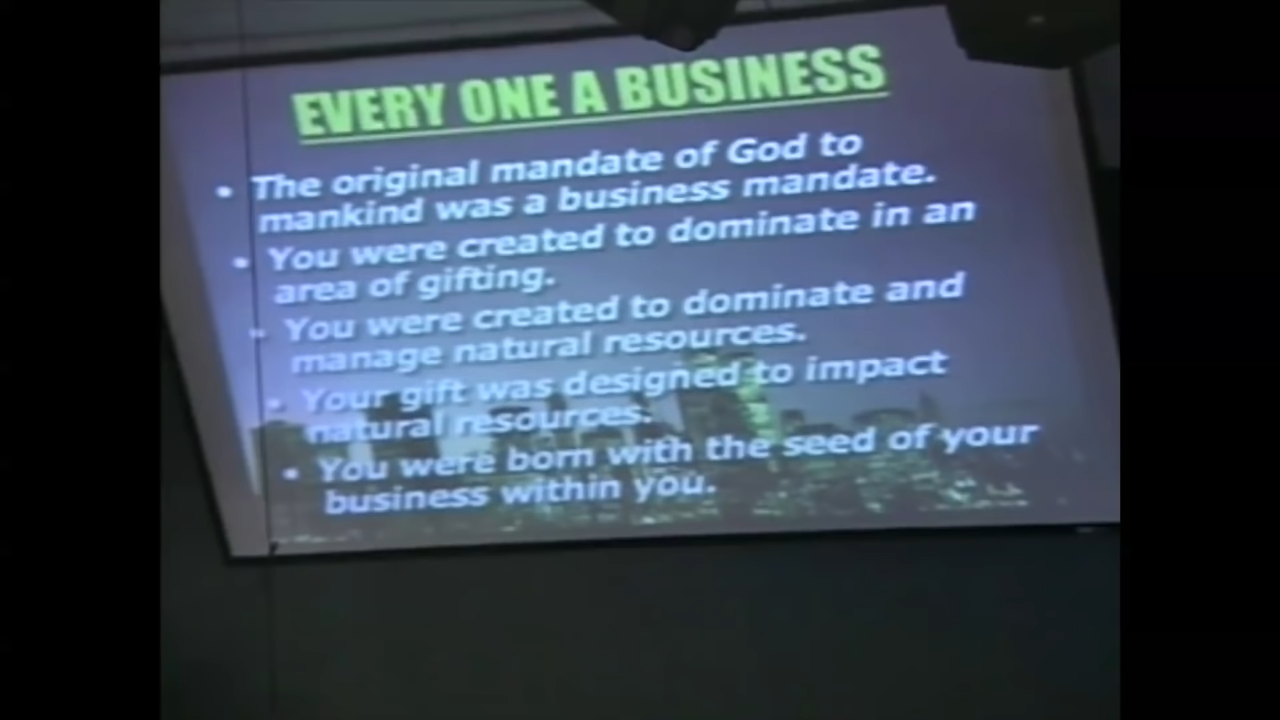 EVERY ONE A BUSINESS
• The original mandate of God to
mankind was a business mandate.
• You were created to dominate in an
area of gifting.
• You were created to dominate and
manage natural resources.
• Your gift was designed to impact
natural resources.
• You were born with the seed of your
business within you.